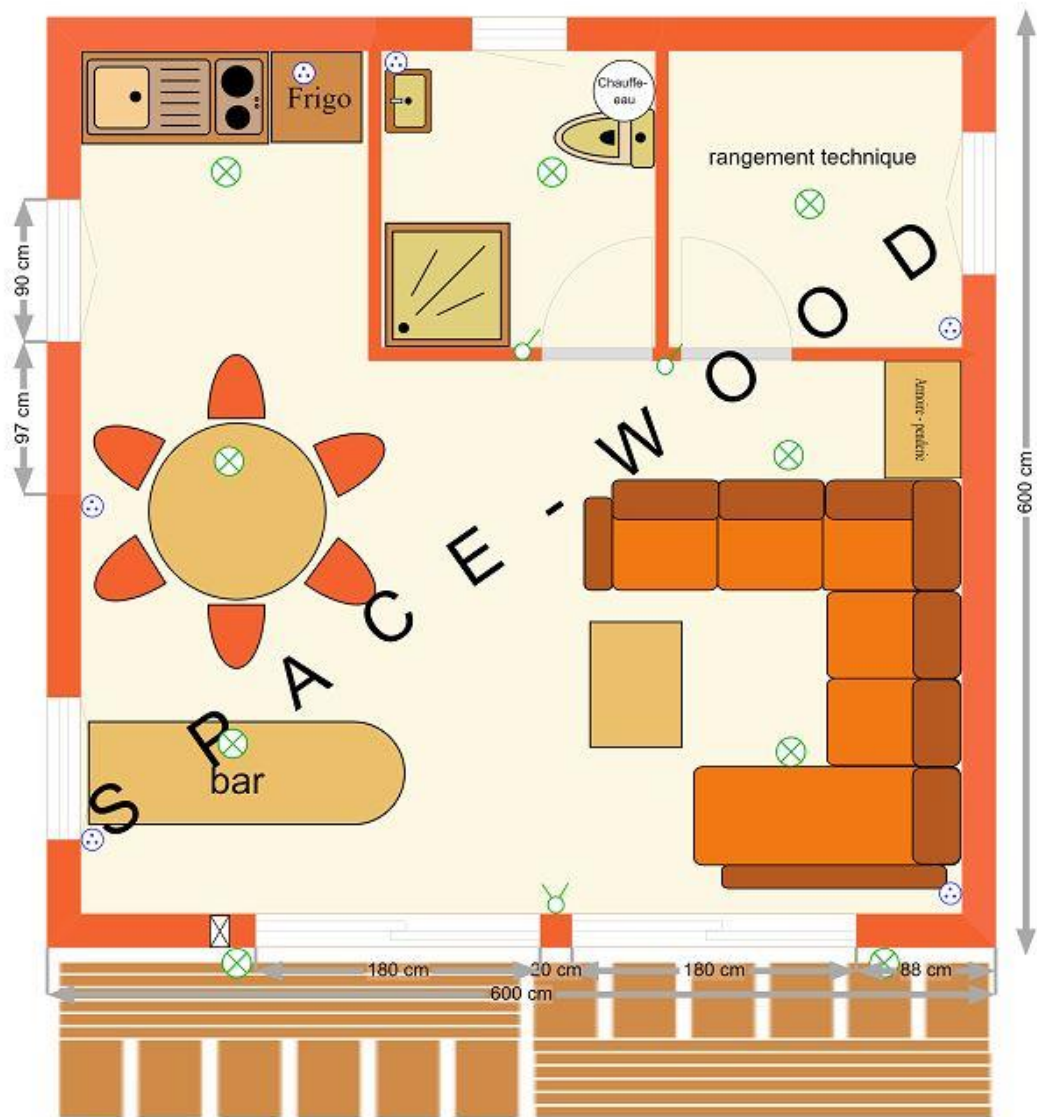 Frigo
Chauffe-
eau
rangement technique
90 cm
97 cm
600 cm
Armoire - penderie
SPACE-WOOD
bar
180 cm
20 cm
180 cm
88 cm
600 cm